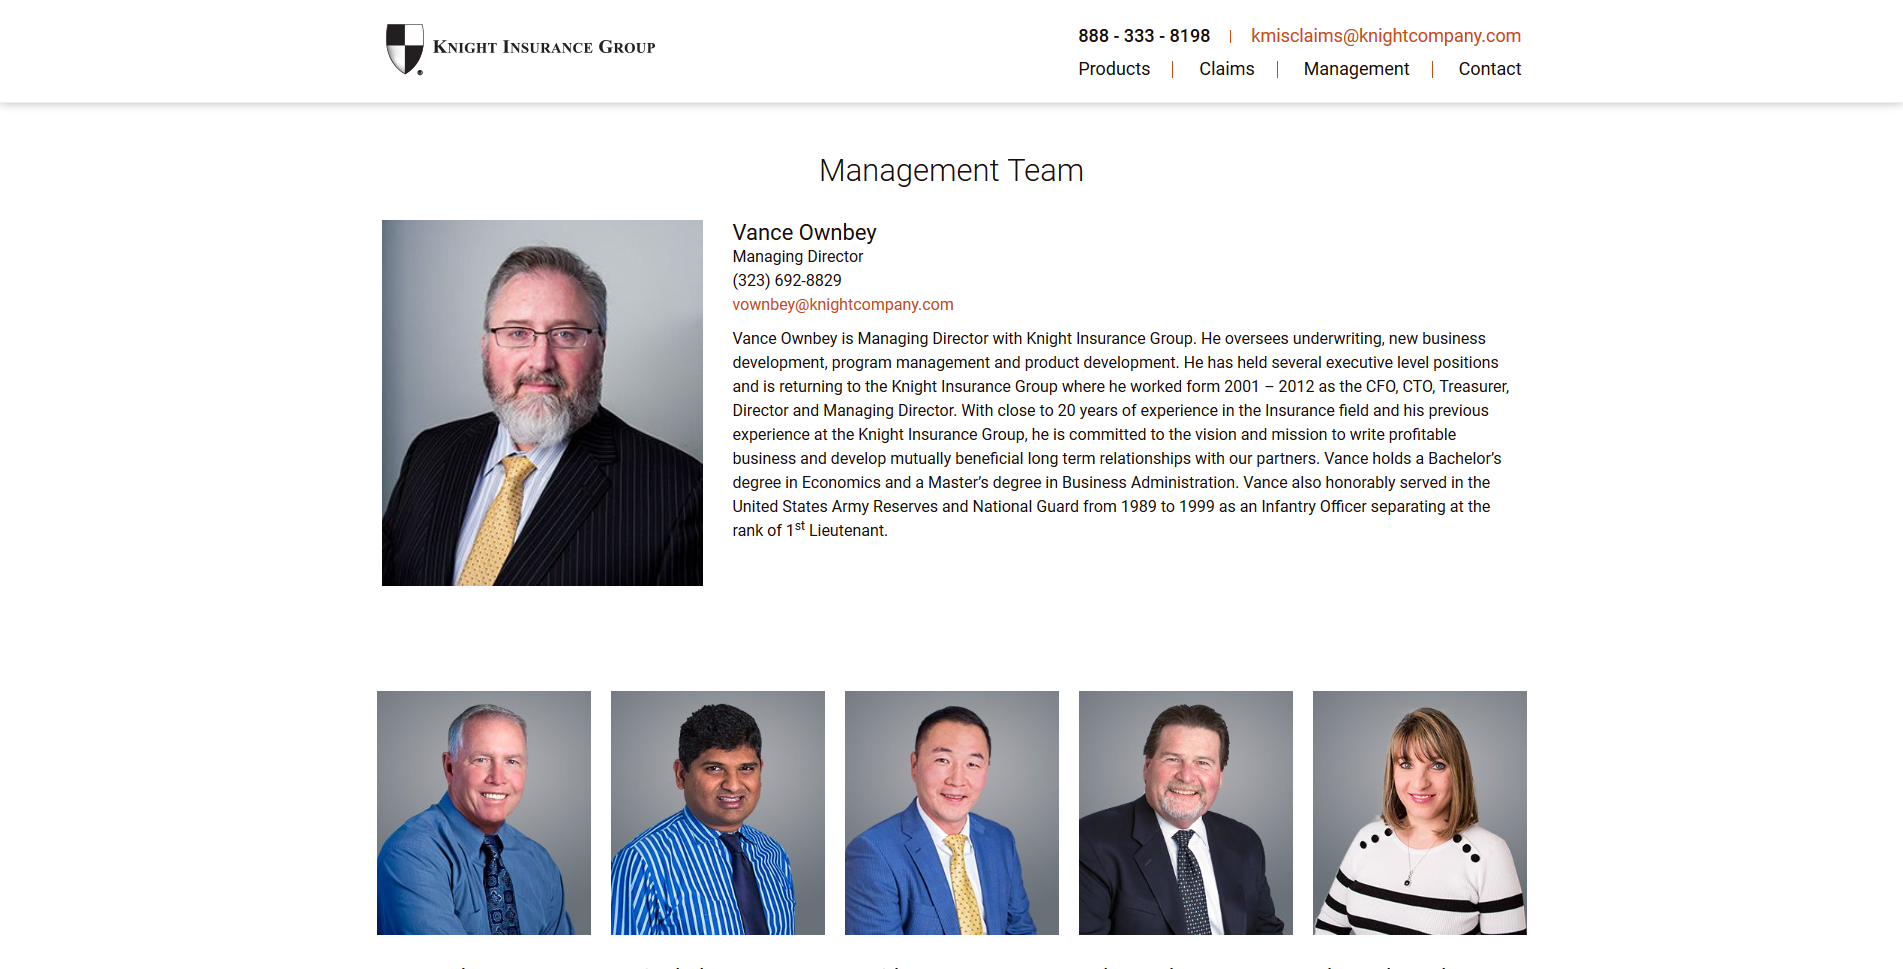 KNIGHT INSURANCE GROUP
888 - 333 - 8198 | kmisclaims@knightcompany.com
Products | Claims | Management | Contact
Management Team
Vance Ownbey
Managing Director
(323) 692-8829
vownbey@knightcompany.com
Vance Ownbey is Managing Director with Knight Insurance Group. He oversees underwriting, new business
development, program management and product development. He has held several executive level positions
and is returning to the Knight Insurance Group where he worked form 2001 – 2012 as the CFO, CTO, Treasurer,
Director and Managing Director. With close to 20 years of experience in the Insurance field and his previous
experience at the Knight Insurance Group, he is committed to the vision and mission to write profitable
business and develop mutually beneficial long term relationships with our partners. Vance holds a Bachelor’s
degree in Economics and a Master’s degree in Business Administration. Vance also honorably served in the
United States Army Reserves and National Guard from 1989 to 1999 as an Infantry Officer separating at the
rank of 1st Lieutenant.